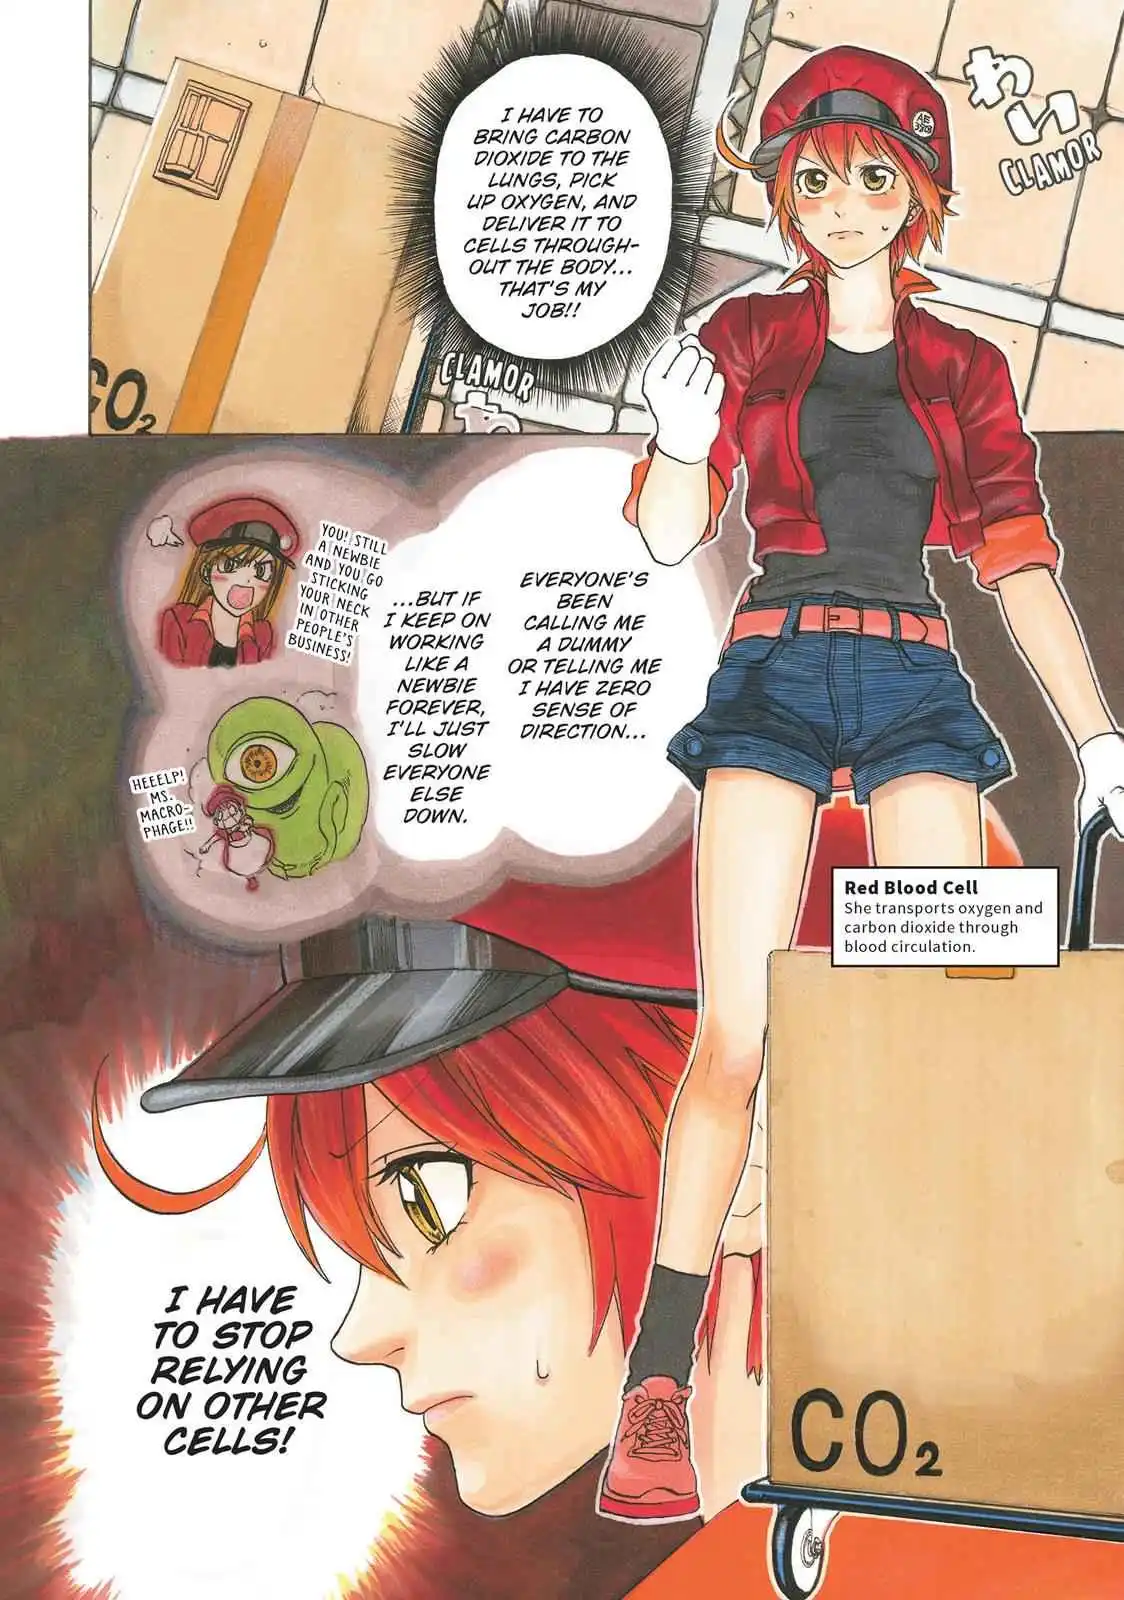 I HAVE TO
BRING CARBON
DIOXIDE TO THE
LUNGS, PICK
UP OXYGEN, AND
DELIVER IT TO
CELLS THROUGH-
OUT THE BODY...
THAT'S MY
JOB!!
AE
3803
わい
CLAMOR
CLAMOR
CO₂
EVERYONE'S
BEEN
CALLING ME
A DUMMY
OR TELLING ME
I HAVE ZERO
SENSE OF
DIRECTION...
...BUT IF
I KEEP ON
WORKING
LIKE A
NEWBIE
FOREVER,
I'LL JUST
SLOW
EVERYONE
ELSE
DOWN.
YOU! STILL
A NEWBIE
AND YOU GO
STICKING
YOUR NECK
IN OTHER
PEOPLE'S
BUSINESS!
HEEELP!
MS.
MACRO-
PHAGE!!
Red Blood Cell
She transports oxygen and
carbon dioxide through
blood circulation.
I HAVE
TO STOP
RELYING
ON OTHER
CELLS!
CO₂